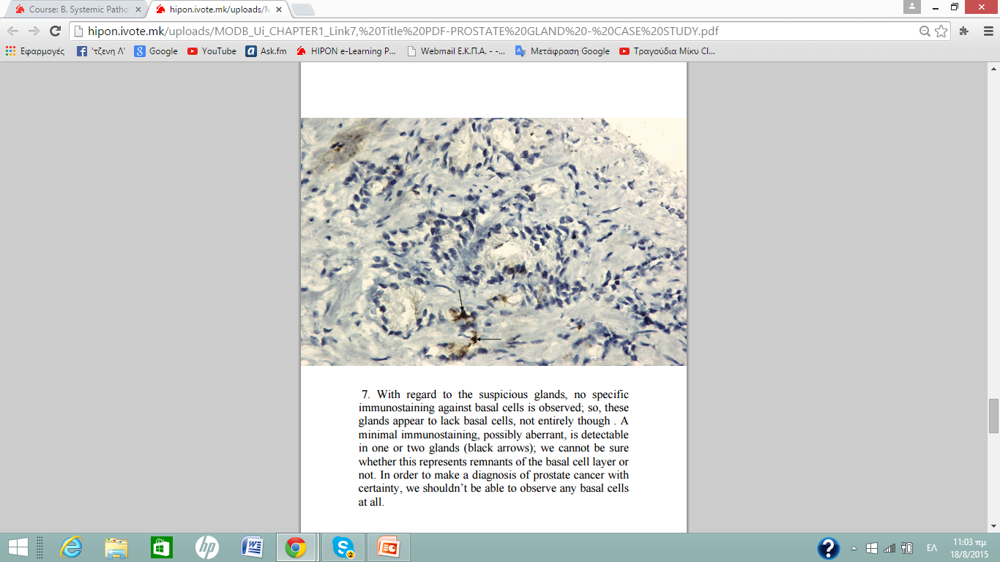 Course: B. Systemic Patho
hipon.ivote.mk/uploads/M
hipon.ivote.mk/uploads/MODB_Ui_CHAPTER1_Link7,%20Title%20PDF-PROSTATE%20GLAND%20-%20CASE%20STUDY.pdf
Εφαρμογές 'τζενη Λ' Google YouTube Ask.fm HIPON e-Learning P... Webmail Ε.Κ.Π.Α. - -... Μετάφραση Google Τραγούδια Μίκυ Cl...
7. With regard to the suspicious glands, no specific
immunostaining against basal cells is observed; so, these
glands appear to lack basal cells, not entirely though . A
minimal immunostaining, possibly aberrant, is detectable
in one or two glands (black arrows); we cannot be sure
whether this represents remnants of the basal cell layer or
not. In order to make a diagnosis of prostate cancer with
certainty, we shouldn't be able to observe any basal cells
at all.
2
ΕΛ
11:03 πμ
18/8/2015